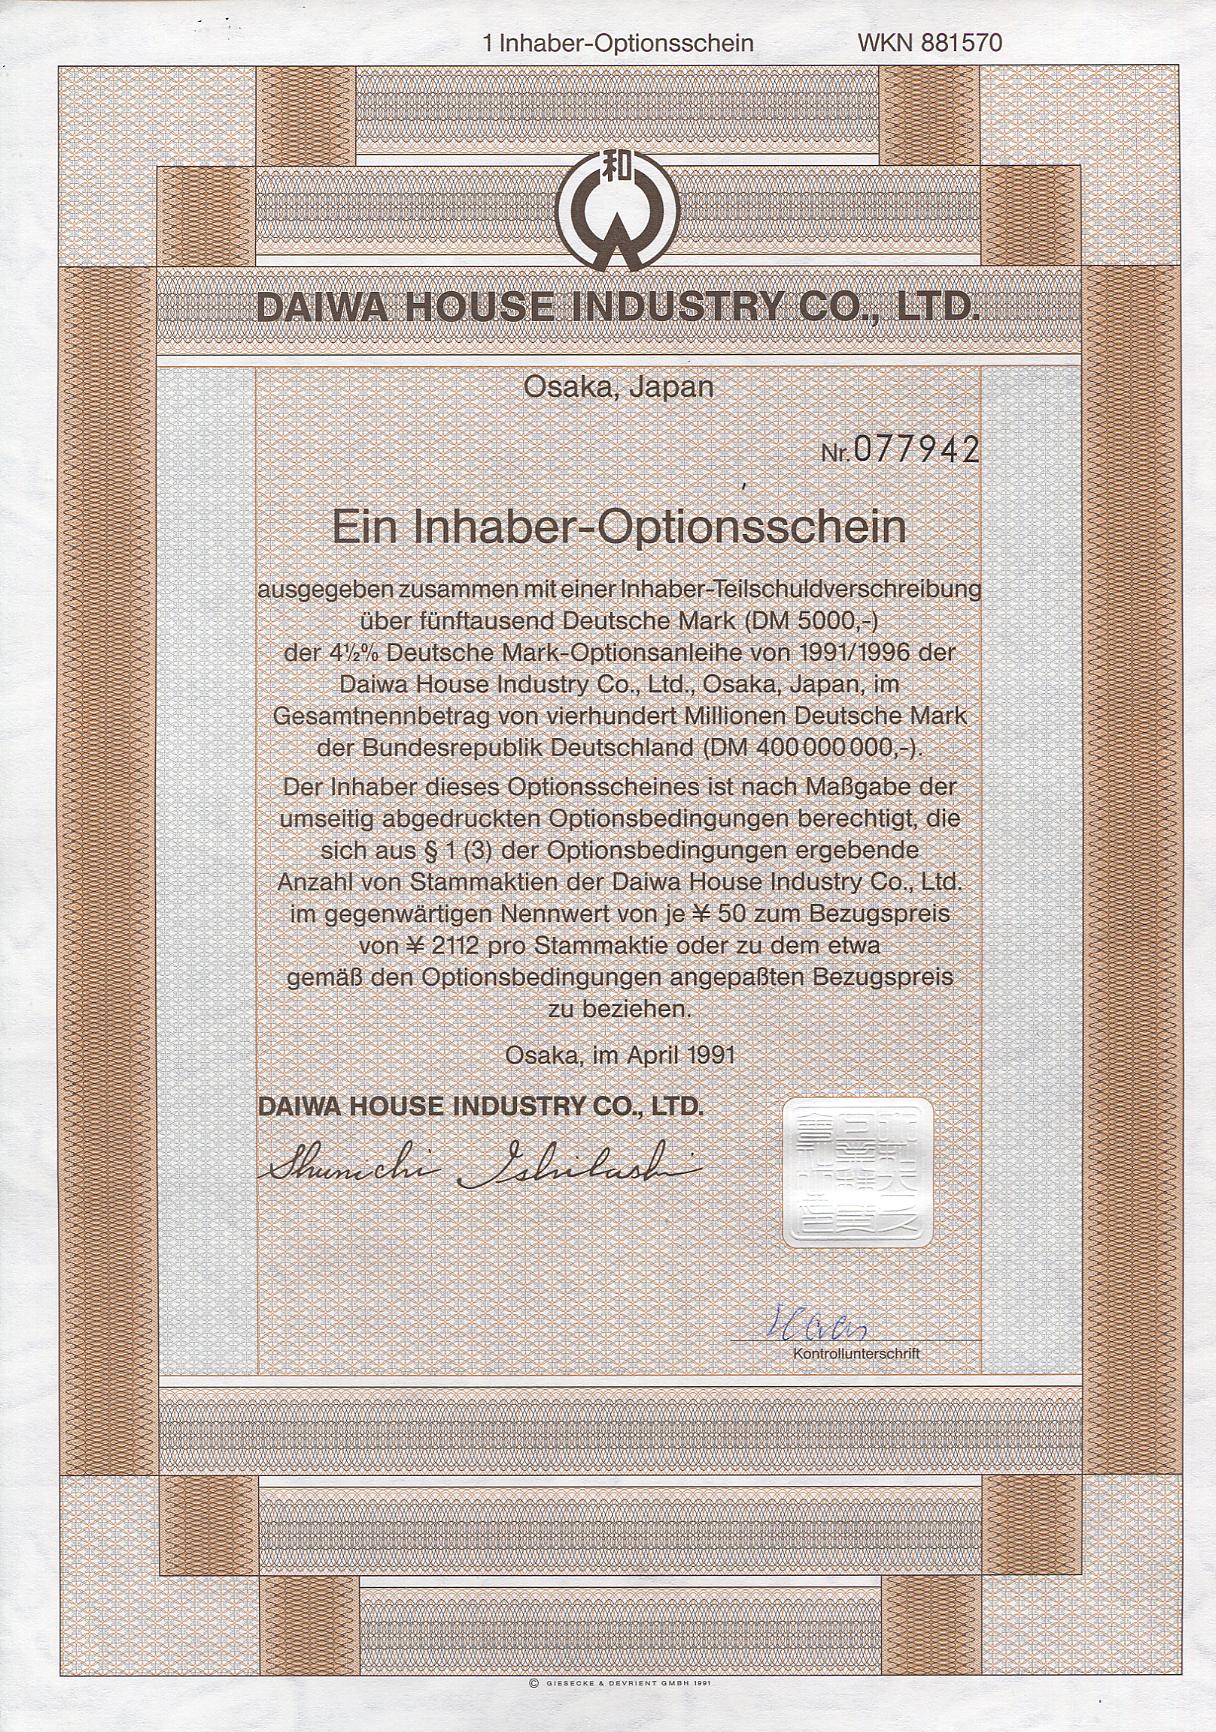 1 Inhaber-Optionsschein WKN 881570
和
DAIWA HOUSE INDUSTRY CO., LTD.
Osaka, Japan
Nr. 077942
Ein Inhaber-Optionsschein
ausgegeben zusammen mit einer Inhaber-Teilschuldverschreibung
über fünftausend Deutsche Mark (DM 5000,-)
der 4½% Deutsche Mark-Optionsanleihe von 1991/1996 der
Daiwa House Industry Co., Ltd., Osaka, Japan, im
Gesamtnennbetrag von vierhundert Millionen Deutsche Mark
der Bundesrepublik Deutschland (DM 400 000 000,-).
Der Inhaber dieses Optionsscheines ist nach Maßgabe der
umseitig abgedruckten Optionsbedingungen berechtigt, die
sich aus § 1 (3) der Optionsbedingungen ergebende
Anzahl von Stammaktien der Daiwa House Industry Co., Ltd.
im gegenwärtigen Nennwert von je ¥ 50 zum Bezugspreis
von ¥ 2112 pro Stammaktie oder zu dem etwa
gemäß den Optionsbedingungen angepaßten Bezugspreis
zu beziehen.
Osaka, im April 1991
DAIWA HOUSE INDUSTRY CO., LTD.
Shunichi Ishibashi
Kontrollunterschrift
© GIESECKE & DEVRIENT GMBH 1991